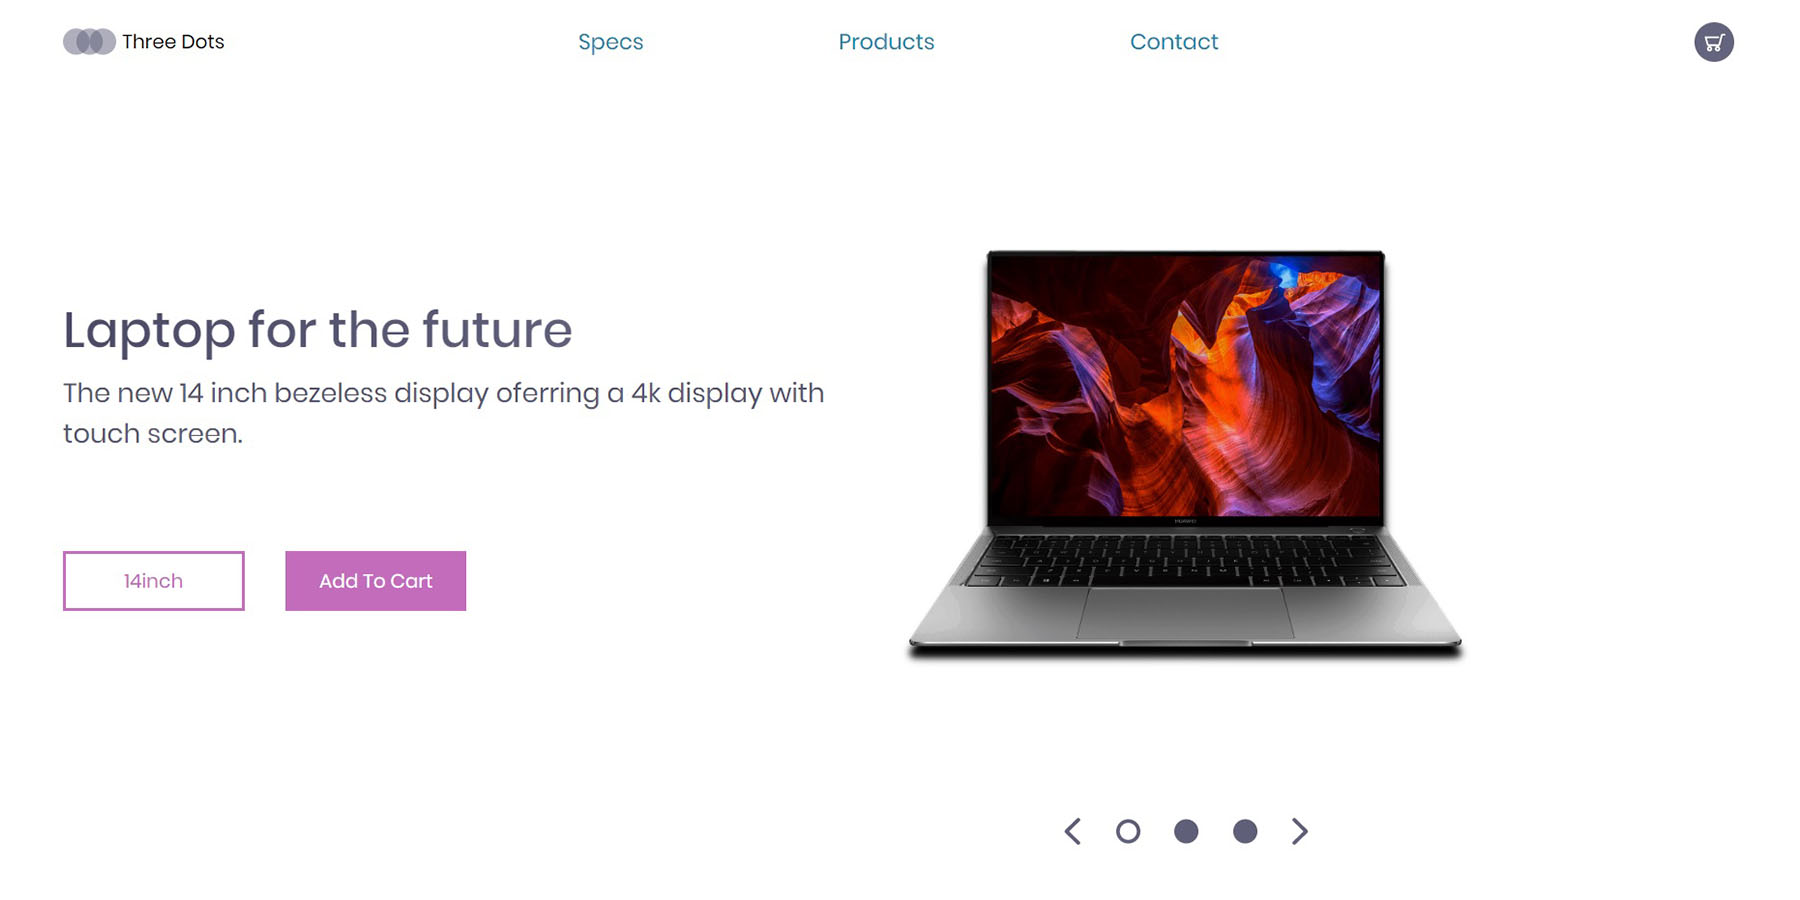 Three Dots
Specs
Products
Contact
Laptop for the future
The new 14 inch bezeless display oferring a 4k display with
touch screen.
14inch
Add To Cart
HUAWEI